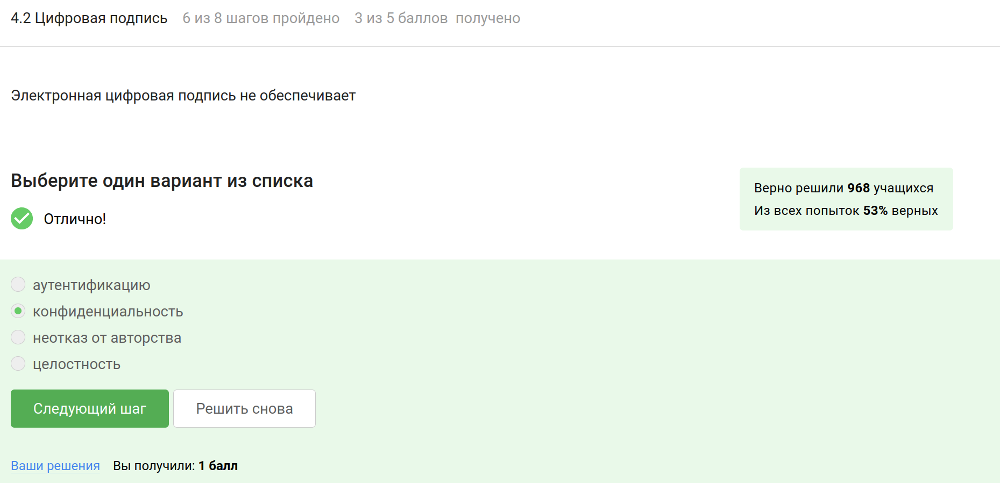 4.2 Цифровая подпись 6 из 8 шагов пройдено 3 из 5 баллов получено
Электронная цифровая подпись не обеспечивает
Выберите один вариант из списка
Верно решили 968 учащихся
Из всех попыток 53% верных
Отлично!
аутентификацию
конфиденциальность
неотказ от авторства
целостность
Следующий шаг Решить снова
Ваши решения Вы получили: 1 балл